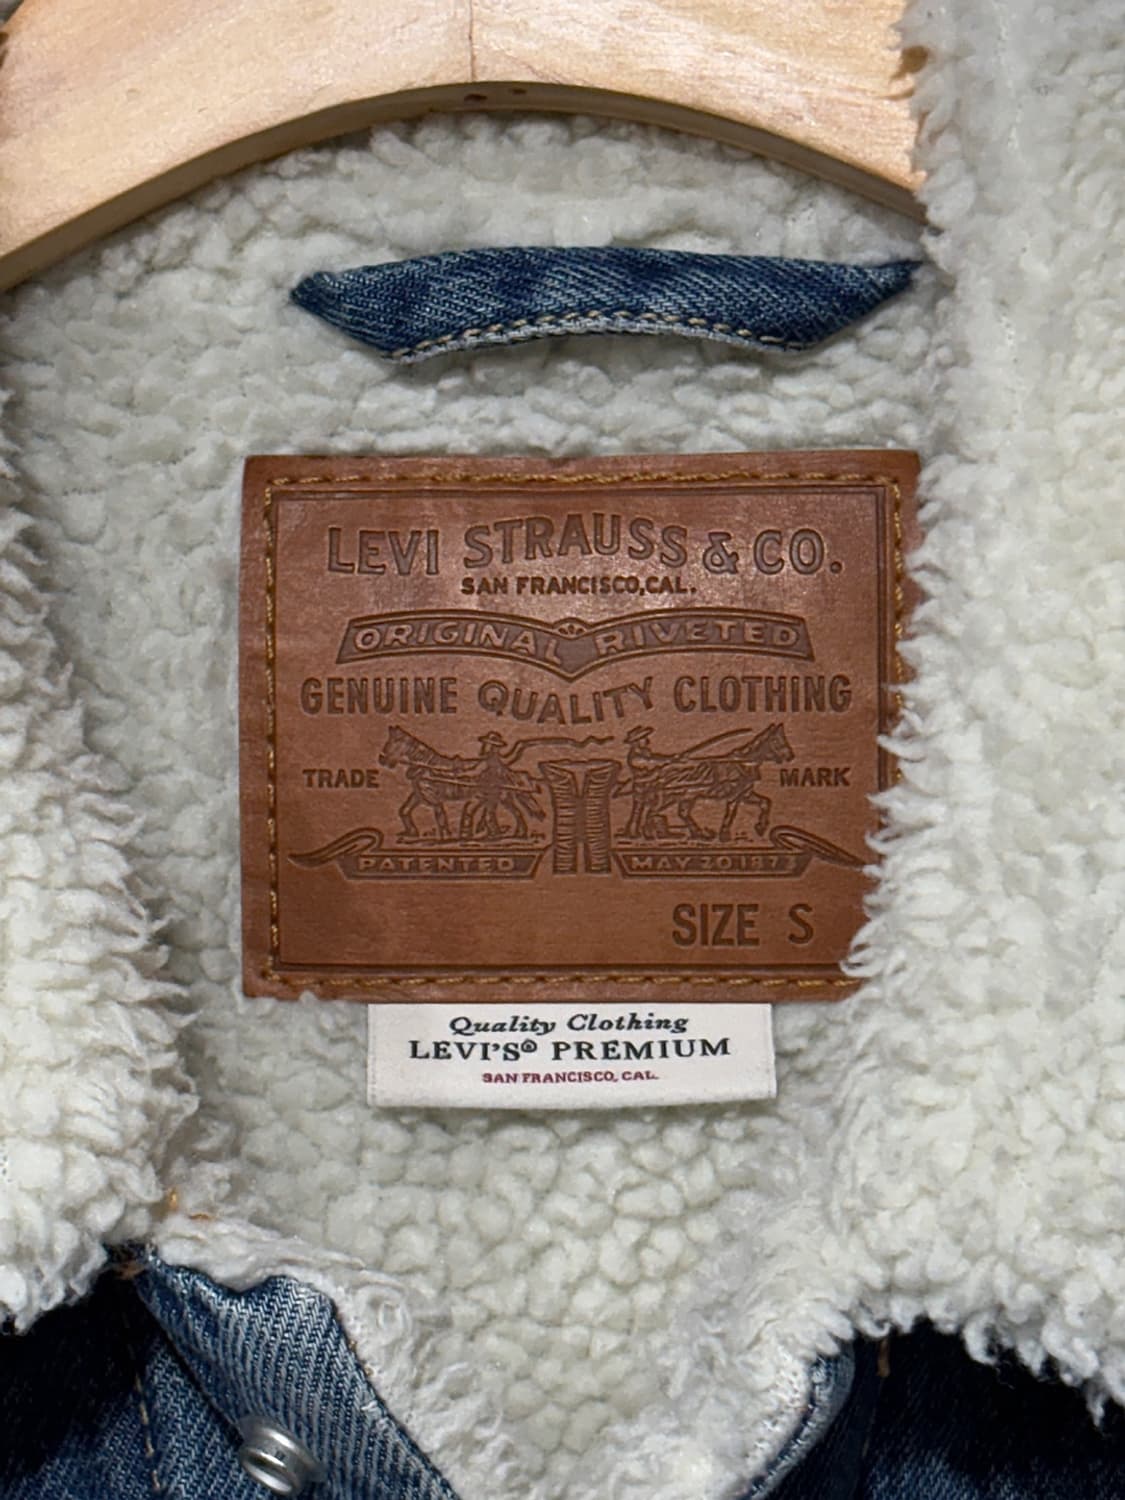 LEVI STRAUSS & CO.
SAN FRANCISCO, CAL.
ORIGINAL RIVETED
GENUINE QUALITY CLOTHING
TRADE MARK
PATENTED MAY 20 1873
SIZE S
Quality Clothing
LEVI'S® PREMIUM
SAN FRANCISCO, CAL.